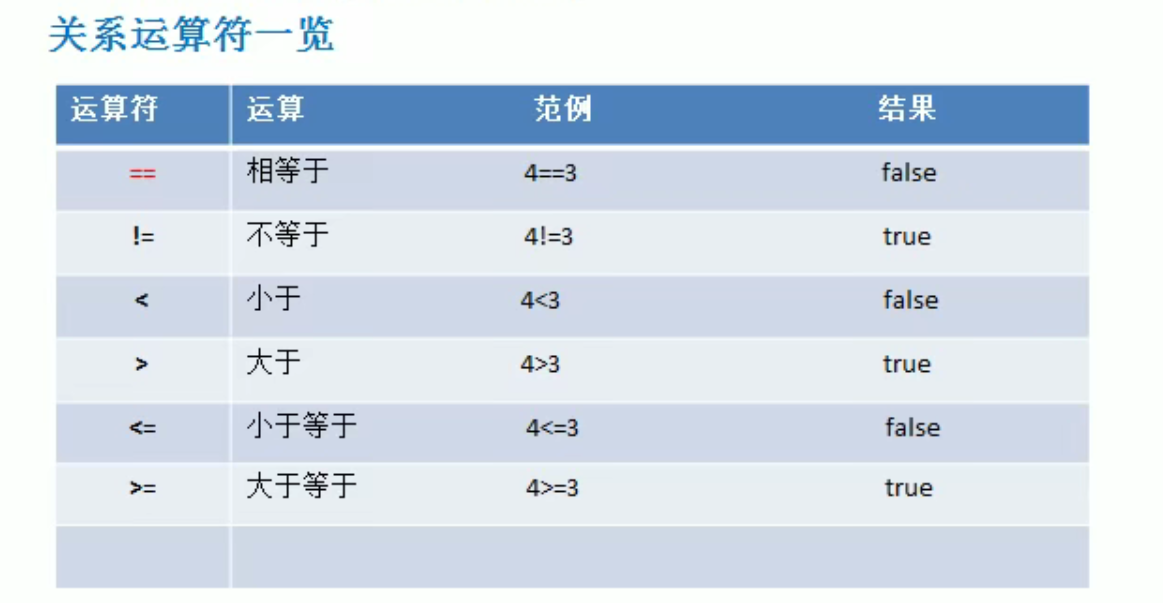 关系运算符一览
运算符 运算 范例 结果
== 相等于 4==3 false
!= 不等于 4!=3 true
< 小于 4<3 false
> 大于 4>3 true
<= 小于等于 4<=3 false
>= 大于等于 4>=3 true